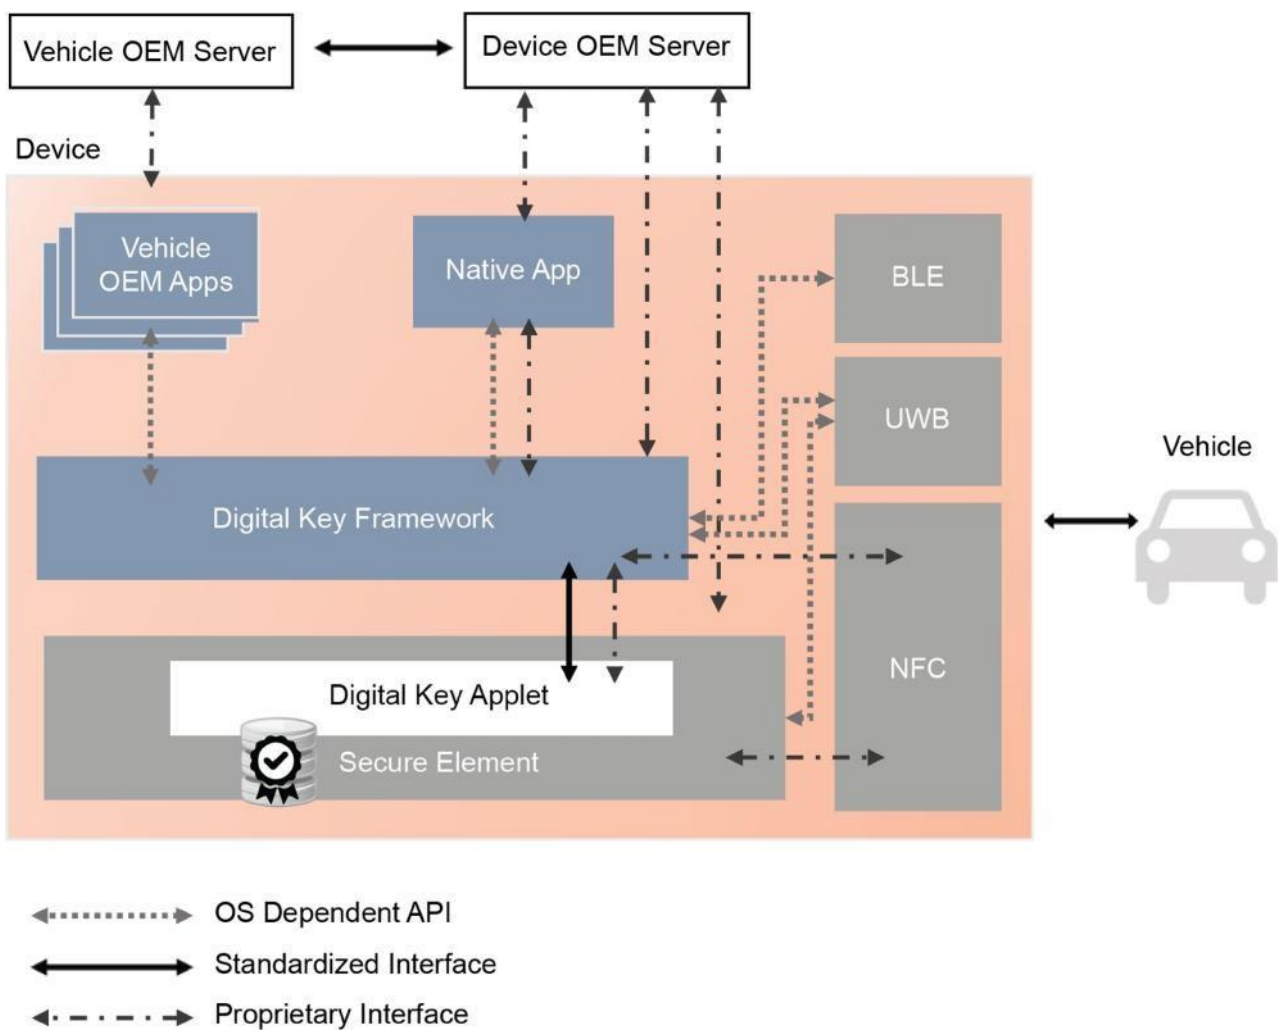 Vehicle OEM Server
Device OEM Server
Device
Vehicle
OEM Apps
Native App
BLE
UWB
Vehicle
Digital Key Framework
NFC
Digital Key Applet
Secure Element
OS Dependent API
Standardized Interface
Proprietary Interface